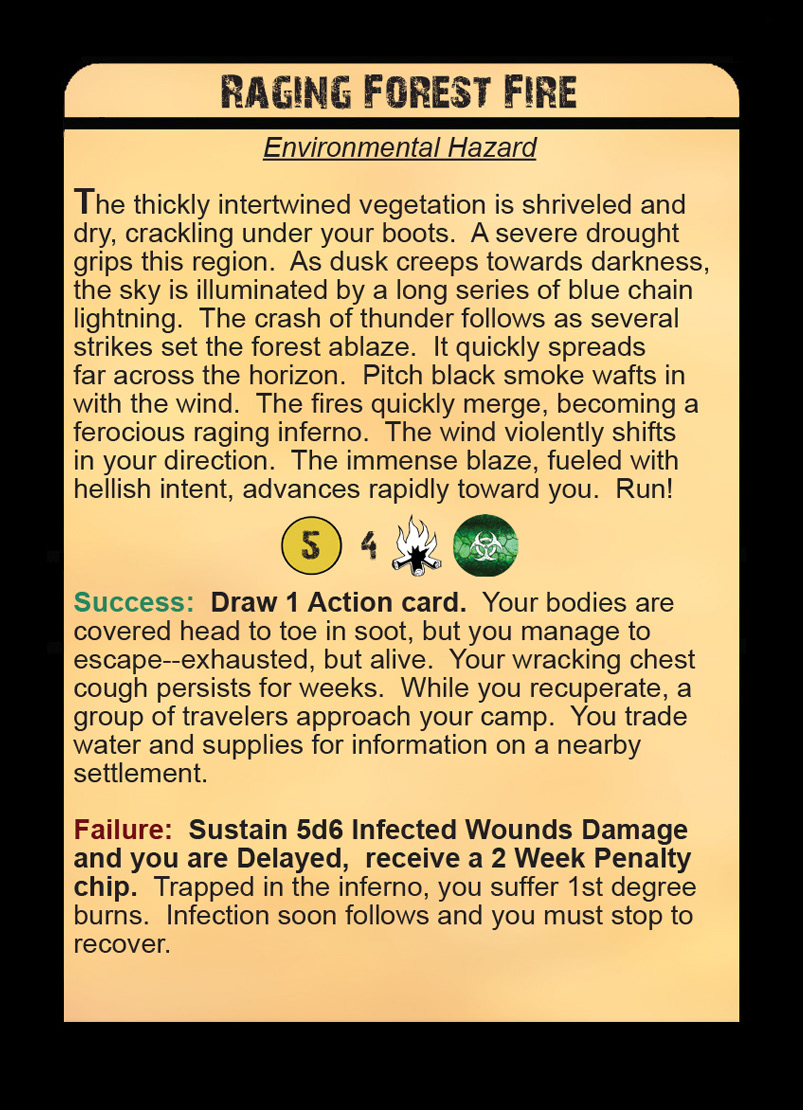 Raging Forest Fire
Environmental Hazard
The thickly intertwined vegetation is shriveled and
dry, crackling under your boots.  A severe drought
grips this region.  As dusk creeps towards darkness,
the sky is illuminated by a long series of blue chain
lightning.  The crash of thunder follows as several
strikes set the forest ablaze.  It quickly spreads
far across the horizon.  Pitch black smoke wafts in
with the wind.  The fires quickly merge, becoming a
ferocious raging inferno.  The wind violently shifts
in your direction.  The immense blaze, fueled with
hellish intent, advances rapidly toward you.  Run!
5 4
Success:  Draw 1 Action card.  Your bodies are
covered head to toe in soot, but you manage to
escape--exhausted, but alive.  Your wracking chest
cough persists for weeks.  While you recuperate, a
group of travelers approach your camp.  You trade
water and supplies for information on a nearby
settlement.
Failure:  Sustain 5d6 Infected Wounds Damage
and you are Delayed,  receive a 2 Week Penalty
chip.  Trapped in the inferno, you suffer 1st degree
burns.  Infection soon follows and you must stop to
recover.